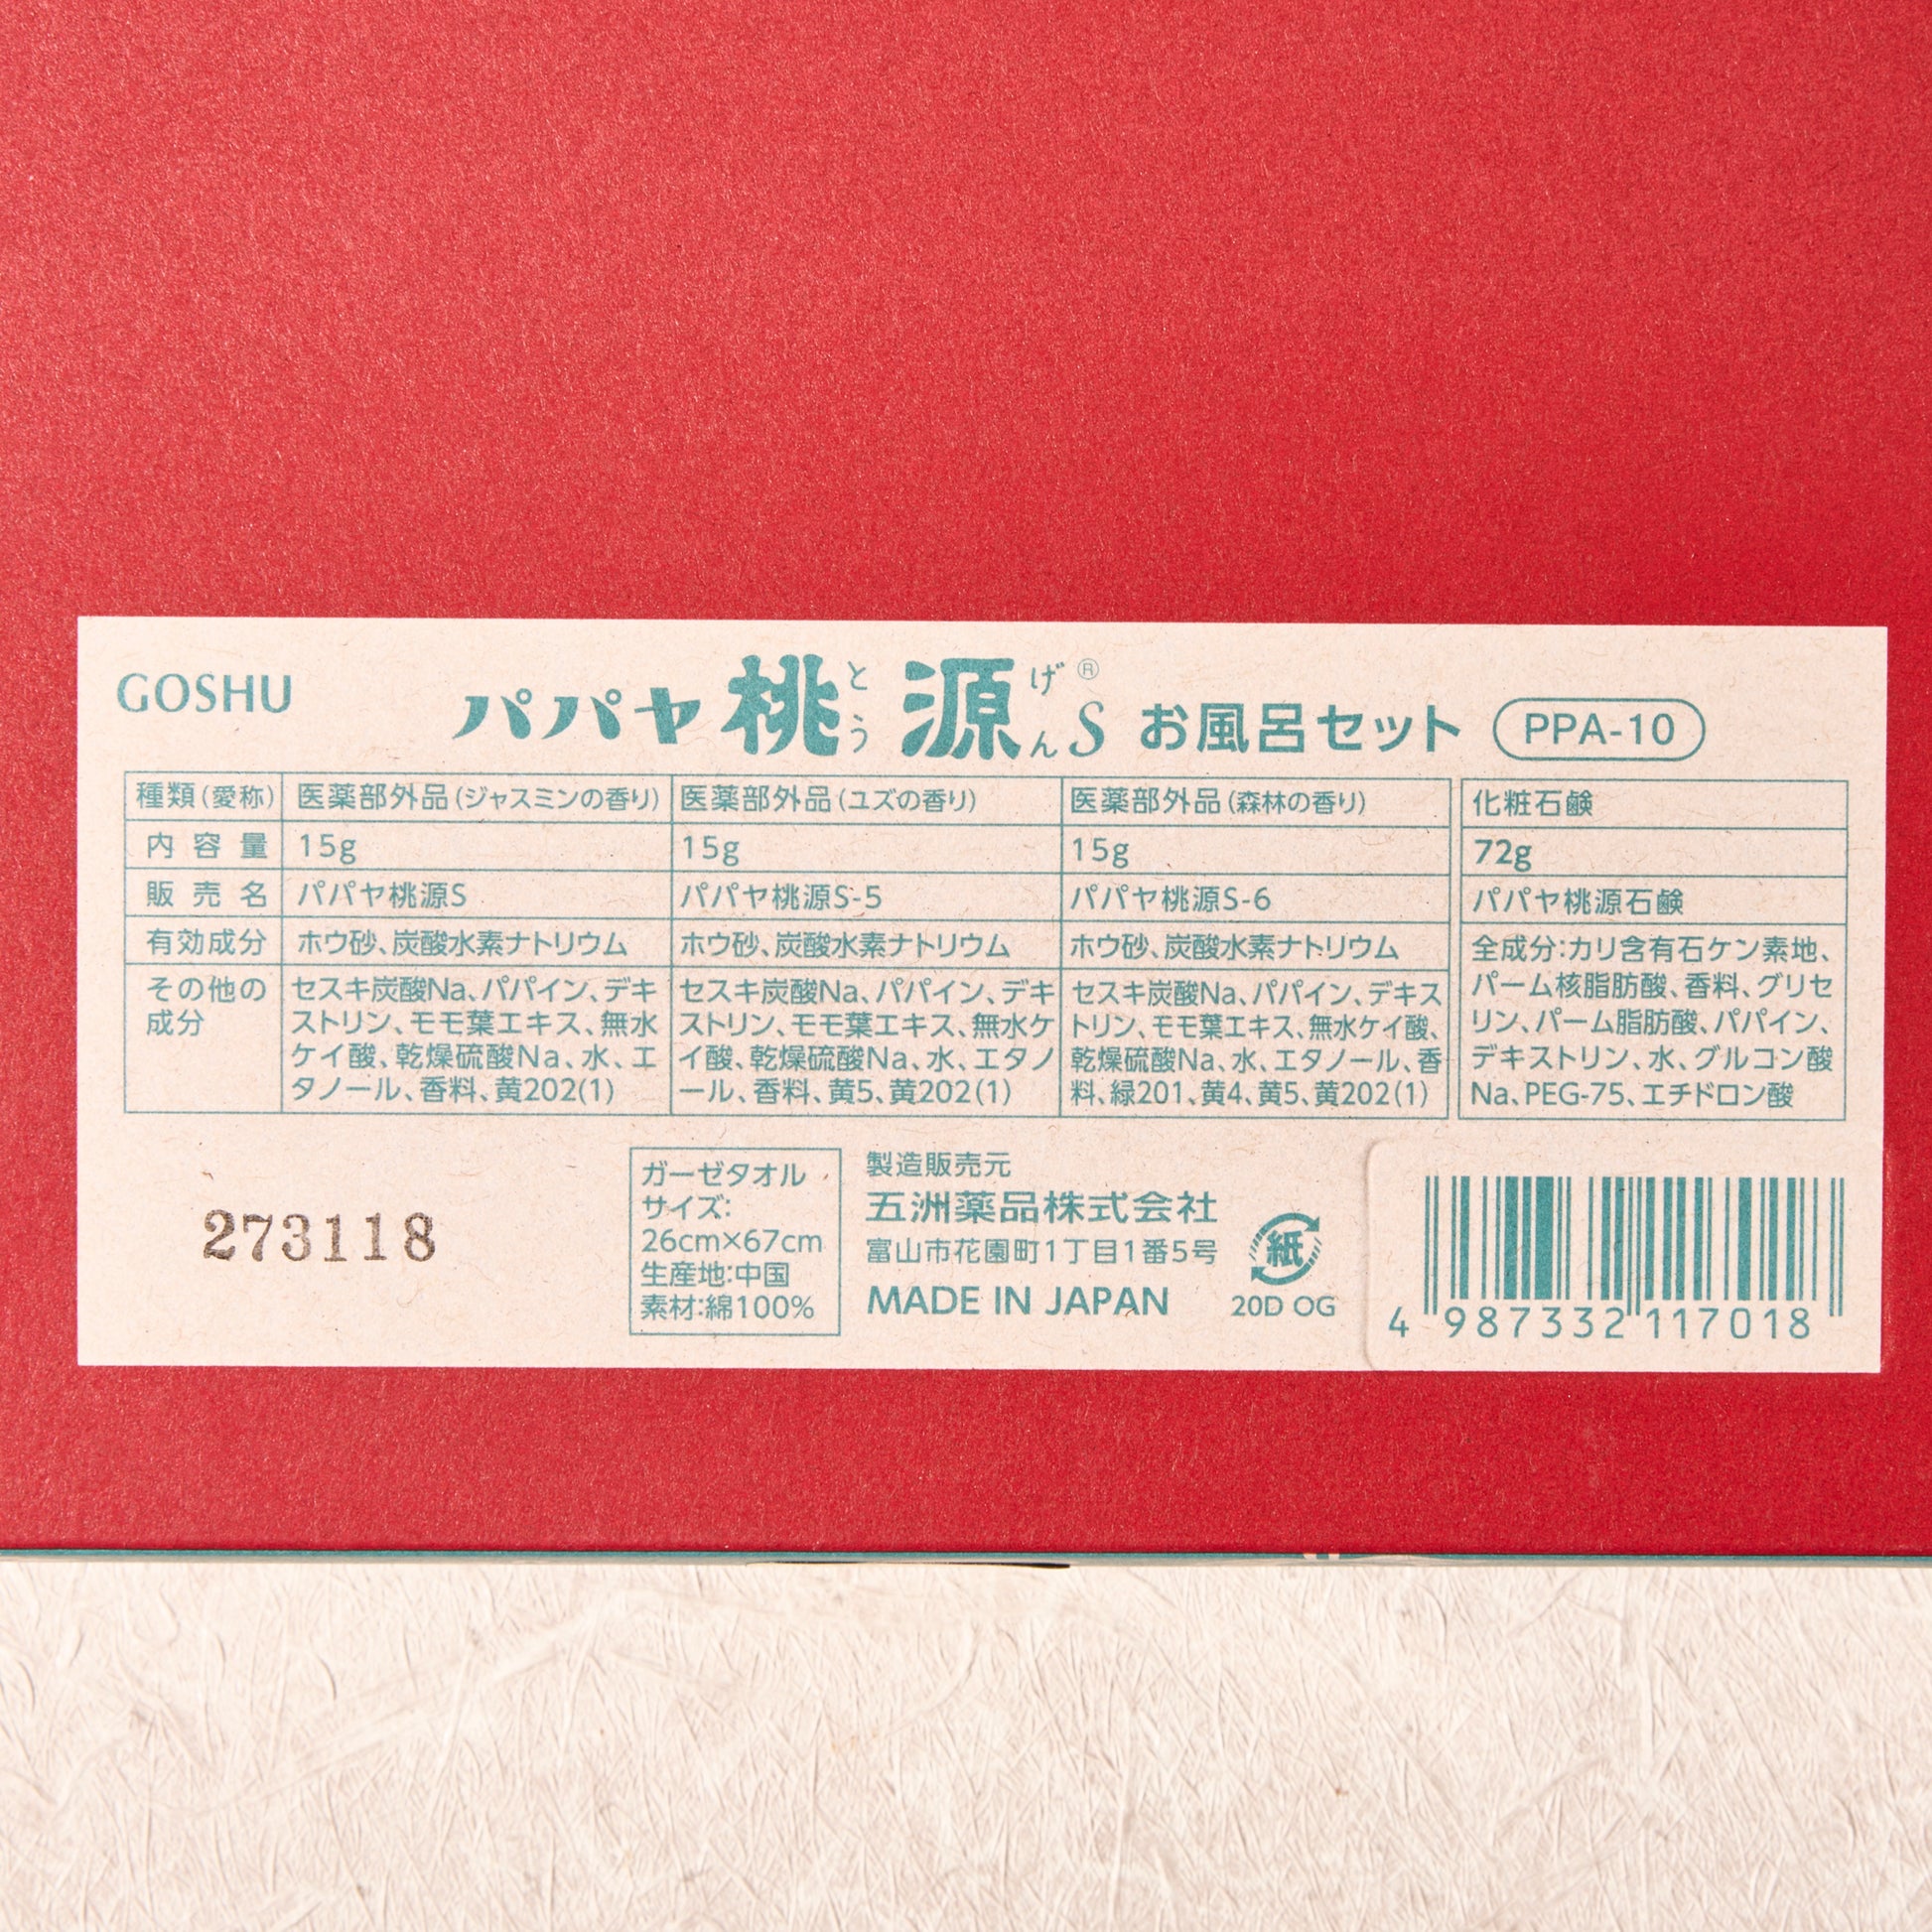 GOSHU
パパヤ桃源S® お風呂セット PPA-10
とう げん
種類(愛称) 医薬部外品(ジャスミンの香り) 医薬部外品(ユズの香り) 医薬部外品(森林の香り) 化粧石鹸
内容量 15g 15g 15g 72g
販売名 パパヤ桃源S パパヤ桃源S-5 パパヤ桃源S-6 パパヤ桃源石鹸
有効成分 ホウ砂、炭酸水素ナトリウム ホウ砂、炭酸水素ナトリウム ホウ砂、炭酸水素ナトリウム
その他の
成分
セスキ炭酸Na、パパイン、デキ
ストリン、モモ葉エキス、無水
ケイ酸、乾燥硫酸Na、水、エ
タノール、香料、黄202(1)
セスキ炭酸Na、パパイン、デキ
ストリン、モモ葉エキス、無水ケ
イ酸、乾燥硫酸Na、水、エタノ
ール、香料、黄5、黄202(1)
セスキ炭酸Na、パパイン、デキス
トリン、モモ葉エキス、無水ケイ酸、
乾燥硫酸Na、水、エタノール、香
料、緑201、黄4、黄5、黄202(1)
全成分:カリ含有石ケン素地、
パーム核脂肪酸、香料、グリセ
リン、パーム脂肪酸、パパイン、
デキストリン、水、グルコン酸
Na、PEG-75、エチドロン酸
273118
ガーゼタオル
サイズ:
26cm×67cm
生産地:中国
素材:綿100%
製造販売元
五洲薬品株式会社
富山市花園町1丁目1番5号
MADE IN JAPAN
紙
20D OG
4 987332 117018